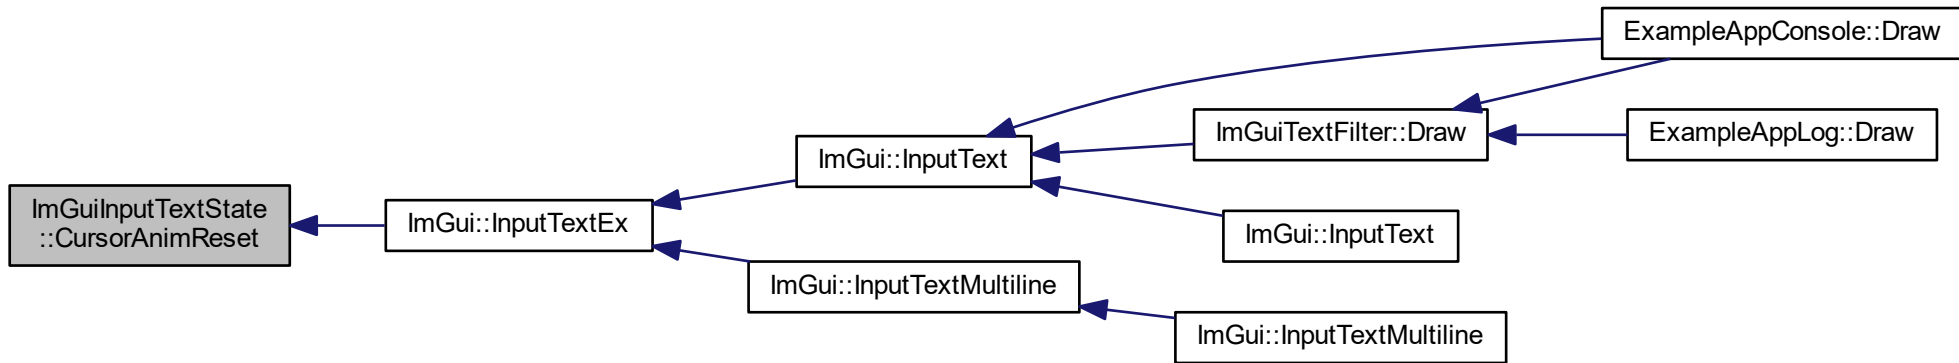 ImGuiInputTextState
::CursorAnimReset
ImGui::InputTextEx
ImGui::InputText
ImGui::InputTextMultiline
ImGuiTextFilter::Draw
ImGui::InputText
ImGui::InputTextMultiline
ExampleAppConsole::Draw
ExampleAppLog::Draw